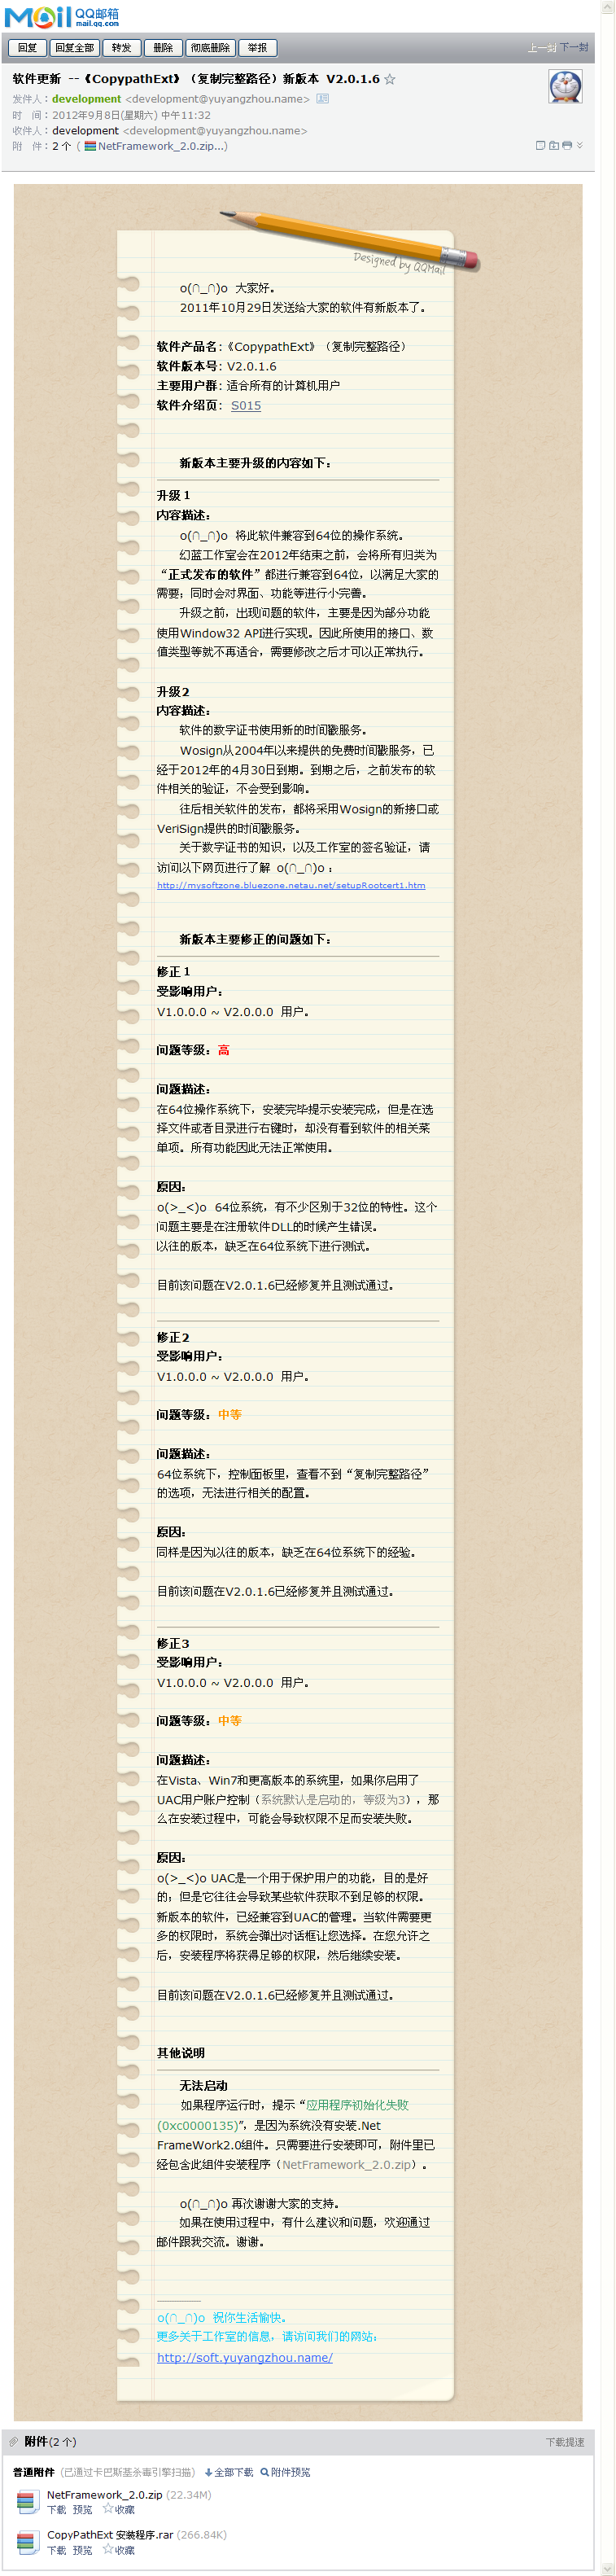 MOil QQ邮箱
mail.qq.com
回复 回复全部 转发 删除 彻底删除 举报 上一封 下一封
软件更新 --《CopypathExt》（复制完整路径）新版本 V2.0.1.6
发件人：development <development@yuyangzhou.name>
时 间：2012年9月8日(星期六) 中午11:32
收件人：development <development@yuyangzhou.name>
附 件：2 个 ( NetFramework_2.0.zip...)
Designed by QQMail
o(∩_∩)o 大家好。
2011年10月29日发送给大家的软件有新版本了。
软件产品名：《CopypathExt》（复制完整路径）
软件版本号：V2.0.1.6
主要用户群：适合所有的计算机用户
软件介绍页： S015
新版本主要升级的内容如下：
升级 1
内容描述：
o(∩_∩)o 将此软件兼容到64位的操作系统。
幻蓝工作室会在2012年结束之前，会将所有归类为
“正式发布的软件”都进行兼容到64位，以满足大家的
需要；同时会对界面、功能等进行小完善。
升级之前，出现问题的软件，主要是因为部分功能
使用Window32 API进行实现。因此所使用的接口、数
值类型等就不再适合，需要修改之后才可以正常执行。
升级2
内容描述：
软件的数字证书使用新的时间戳服务。
Wosign从2004年以来提供的免费时间戳服务，已
经于2012年的4月30日到期。到期之后，之前发布的软
件相关的验证，不会受到影响。
往后相关软件的发布，都将采用Wosign的新接口或
VeriSign提供的时间戳服务。
关于数字证书的知识，以及工作室的签名验证，请
访问以下网页进行了解 o(∩_∩)o ：
http://mysoftzone.bluezone.netau.net/setupRootcert1.htm
新版本主要修正的问题如下：
修正 1
受影响用户：
V1.0.0.0 ~ V2.0.0.0 用户。
问题等级：高
问题描述：
在64位操作系统下，安装完毕提示安装完成，但是在选
择文件或者目录进行右键时，却没有看到软件的相关菜
单项。所有功能因此无法正常使用。
原因：
o(>_<)o 64位系统，有不少区别于32位的特性。这个
问题主要是在注册软件DLL的时候产生错误。
以往的版本，缺乏在64位系统下进行测试。
目前该问题在V2.0.1.6已经修复并且测试通过。
修正2
受影响用户：
V1.0.0.0 ~ V2.0.0.0 用户。
问题等级：中等
问题描述：
64位系统下，控制面板里，查看不到“复制完整路径”
的选项，无法进行相关的配置。
原因：
同样是因为以往的版本，缺乏在64位系统下的经验。
目前该问题在V2.0.1.6已经修复并且测试通过。
修正3
受影响用户：
V1.0.0.0 ~ V2.0.0.0 用户。
问题等级：中等
问题描述：
在Vista、Win7和更高版本的系统里，如果你启用了
UAC用户账户控制（系统默认是启动的，等级为3），那
么在安装过程中，可能会导致权限不足而安装失败。
原因：
o(>_<)o UAC是一个用于保护用户的功能，目的是好
的；但是它往往会导致某些软件获取不到足够的权限。
新版本的软件，已经兼容到UAC的管理。当软件需要更
多的权限时，系统会弹出对话框让您选择。在您允许之
后，安装程序将获得足够的权限，然后继续安装。
目前该问题在V2.0.1.6已经修复并且测试通过。
其他说明
无法启动
如果程序运行时，提示“应用程序初始化失败
(0xc0000135)”，是因为系统没有安装.Net
FrameWork2.0组件。只需要进行安装即可，附件里已
经包含此组件安装程序（NetFramework_2.0.zip）。
o(∩_∩)o 再次谢谢大家的支持。
如果在使用过程中，有什么建议和问题，欢迎通过
邮件跟我交流。谢谢。
o(∩_∩)o 祝你生活愉快。
更多关于工作室的信息，请访问我们的网站：
http://soft.yuyangzhou.name/
附件(2 个) 下载提速
普通附件 (已通过卡巴斯基杀毒引擎扫描) 全部下载 附件预览
NetFramework_2.0.zip (22.34M)
下载 预览 收藏
CopyPathExt 安装程序.rar (266.84K)
下载 预览 收藏